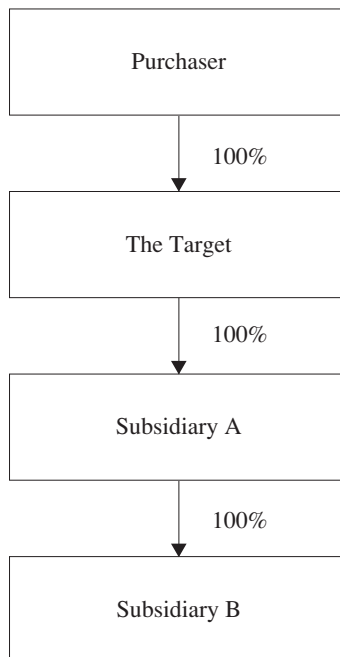 Purchaser
100%
The Target
100%
Subsidiary A
100%
Subsidiary B